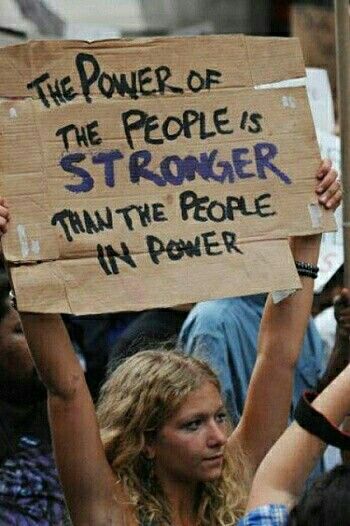 THE POWER OF
THE PEOPLE IS
STRONGER
THAN THE PEOPLE
IN POWER